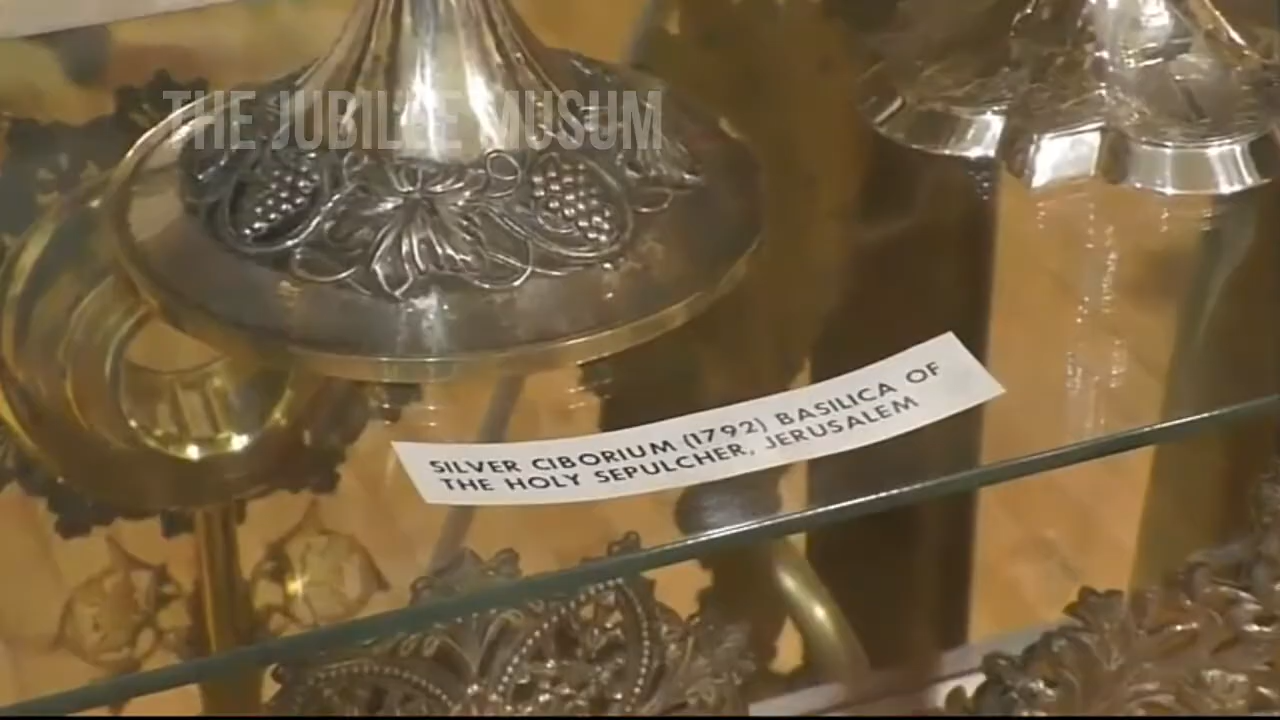 THE JUBILEE MUSUM
SILVER CIBORIUM (1792) BASILICA OF
THE HOLY SEPULCHER, JERUSALEM